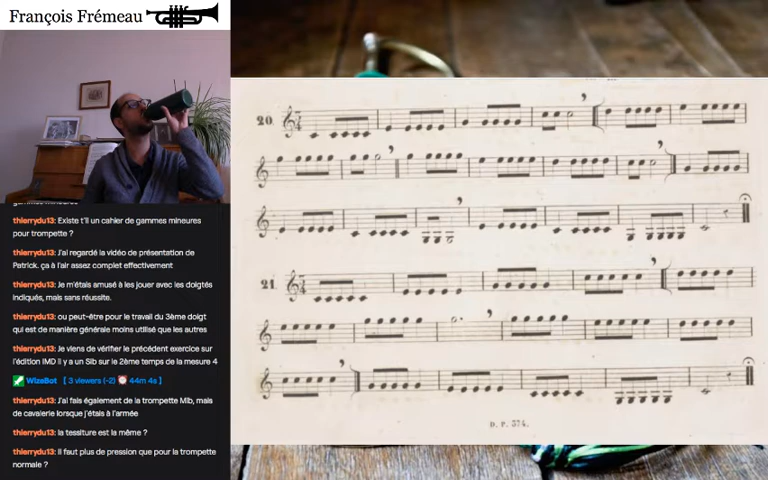 François Frémeau
20.
21.
D. P. 374.
thierrydu13: Existe t'il un cahier de gammes mineures
pour trompette ?
thierrydu13: J'ai regardé la vidéo de présentation de
Patrick. ça à l'air assez complet effectivement
thierrydu13: Je m'étais amusé à les jouer avec les doigtés
indiqués, mais sans réussite.
thierrydu13: ou peut-être pour le travail du 3ème doigt
qui est de manière générale moins utilisé que les autres
thierrydu13: Je viens de vérifier le précédent exercice sur
l'édition IMD il y a un Sib sur le 2ème temps de la mesure 4
WizeBot [ 3 viewers (-2) 44m 4s ]
thierrydu13: J'ai fais également de la trompette Mib, mais
de cavalerie lorsque j'étais à l'armée
thierrydu13: la tessiture est la même ?
thierrydu13: Il faut plus de pression que pour la trompette
normale ?